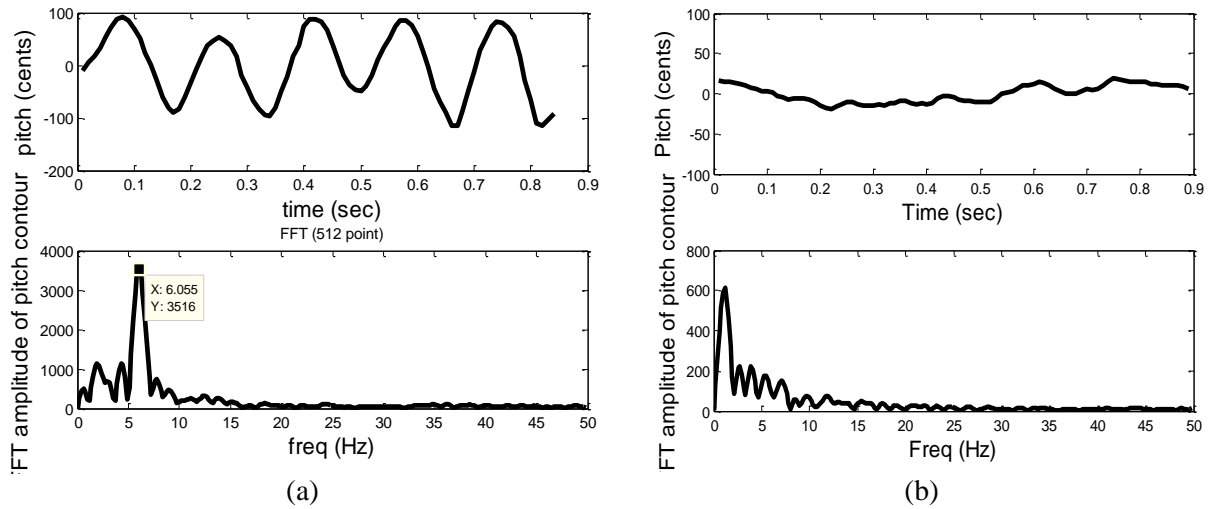 100
0
-100
-200
pitch (cents)
0 0.1 0.2 0.3 0.4 0.5 0.6 0.7 0.8 0.9
time (sec)
FFT (512 point)
4000
3000
2000
1000
0
FFT amplitude of pitch contour
X: 6.055
Y: 3516
0 5 10 15 20 25 30 35 40 45 50
freq (Hz)
(a)
100
50
0
-50
-100
Pitch (cents)
0 0.1 0.2 0.3 0.4 0.5 0.6 0.7 0.8 0.9
Time (sec)
800
600
400
200
0
FT amplitude of pitch contour
0 5 10 15 20 25 30 35 40 45 50
Freq (Hz)
(b)